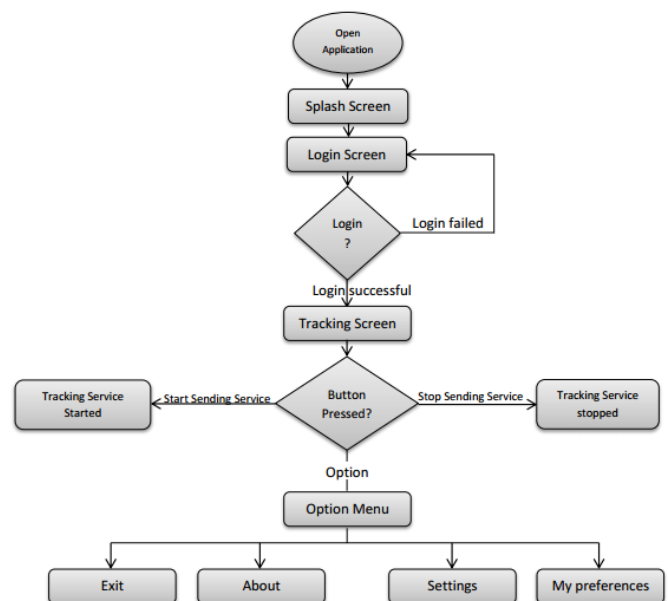 Open
Application
Splash Screen
Login Screen
Login
?
Login failed
Login successful
Tracking Screen
Tracking Service
Started
Start Sending Service
Button
Pressed?
Stop Sending Service
Tracking Service
stopped
Option
Option Menu
Exit
About
Settings
My preferences